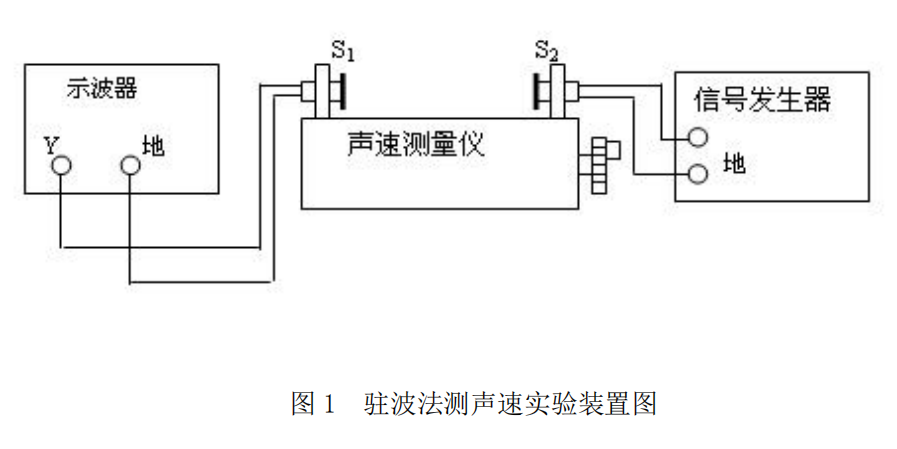 S1
S2
示波器
信号发生器
Y
地
声速测量仪
地
图 1 驻波法测声速实验装置图